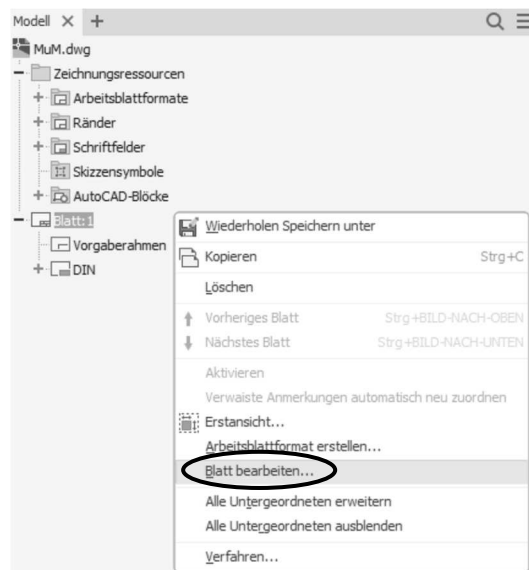 Modell × +
MuM.dwg
Zeichnungsressourcen
Arbeitsblattformate
Ränder
Schriftfelder
Skizzensymbole
AutoCAD-Blöcke
Blatt:1
Vorgaberahmen
DIN
Wiederholen Speichern unter
Kopieren Strg+C
Löschen
Vorheriges Blatt Strg+BILD-NACH-OBEN
Nächstes Blatt Strg+BILD-NACH-UNTEN
Aktivieren
Verwaiste Anmerkungen automatisch neu zuordnen
Erstansicht...
Arbeitsblattformat erstellen...
Blatt bearbeiten...
Alle Untergeordneten erweitern
Alle Untergeordneten ausblenden
Verfahren...